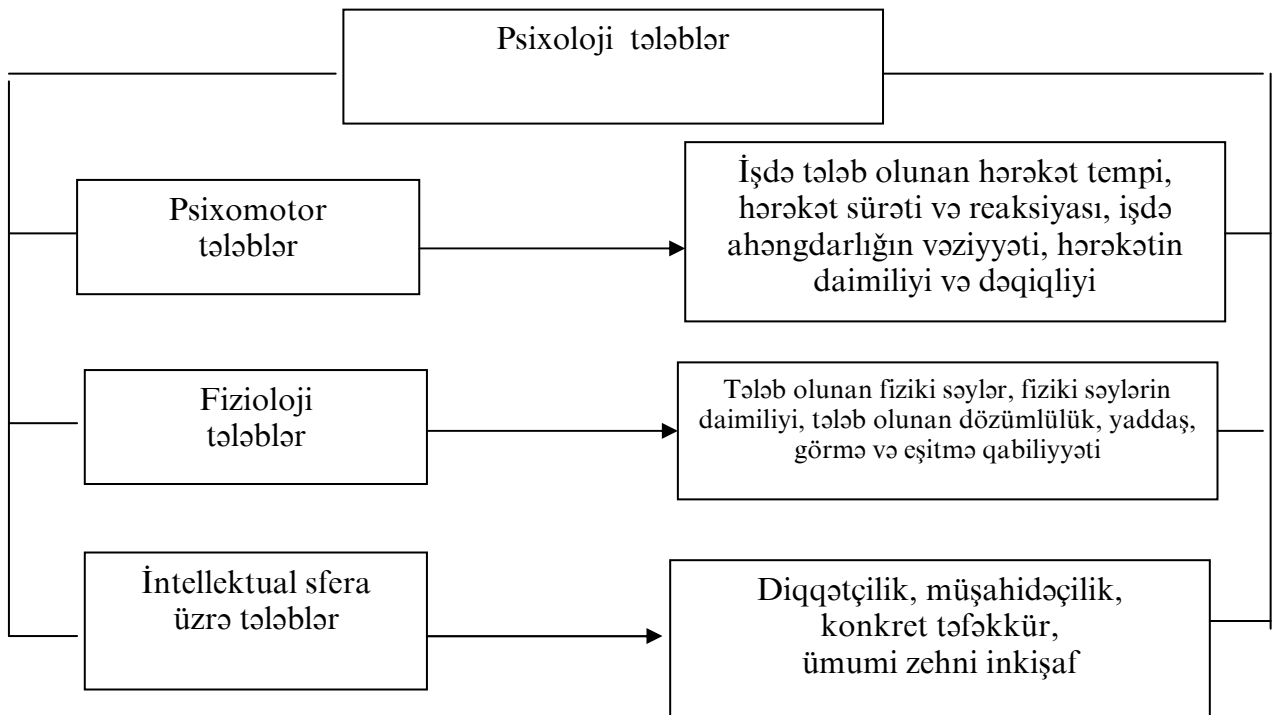 Psixoloji tələblər
Psixomotor
tələblər
İşdə tələb olunan hərəkət tempi,
hərəkət sürəti və reaksiyası, işdə
ahəngdarlığın vəziyyəti, hərəkətin
daimiliyi və dəqiqliyi
Fizioloji
tələblər
Tələb olunan fiziki səylər, fiziki səylərin
daimiliyi, tələb olunan dözümlülük, yaddaş,
görmə və eşitmə qabiliyyəti
İntellektual sfera
üzrə tələblər
Diqqətçilik, müşahidəçilik,
konkret təfəkkür,
ümumi zehni inkişaf